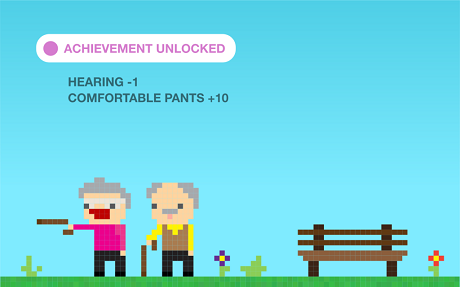 ACHIEVEMENT UNLOCKED
HEARING -1
COMFORTABLE PANTS +10